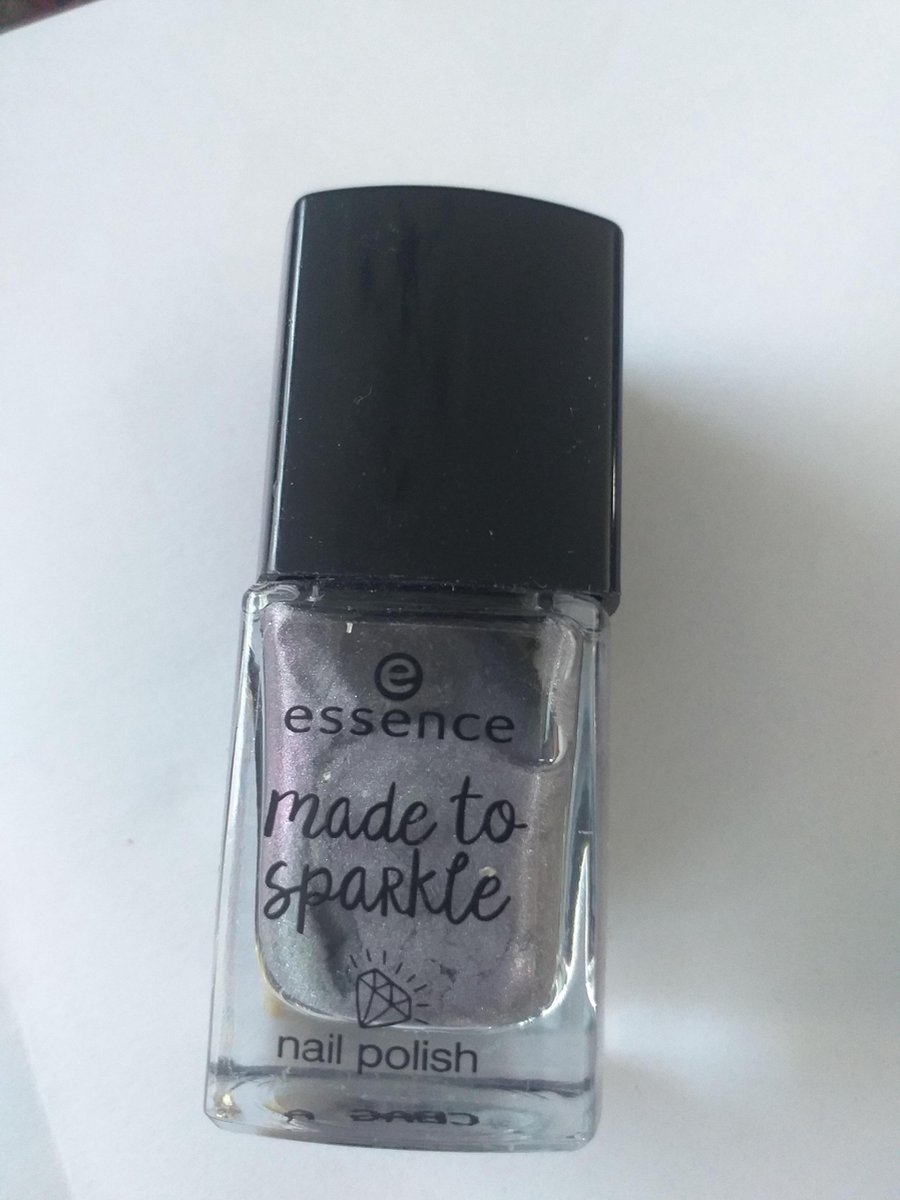 e
essence
made to
sparkle
nail polish